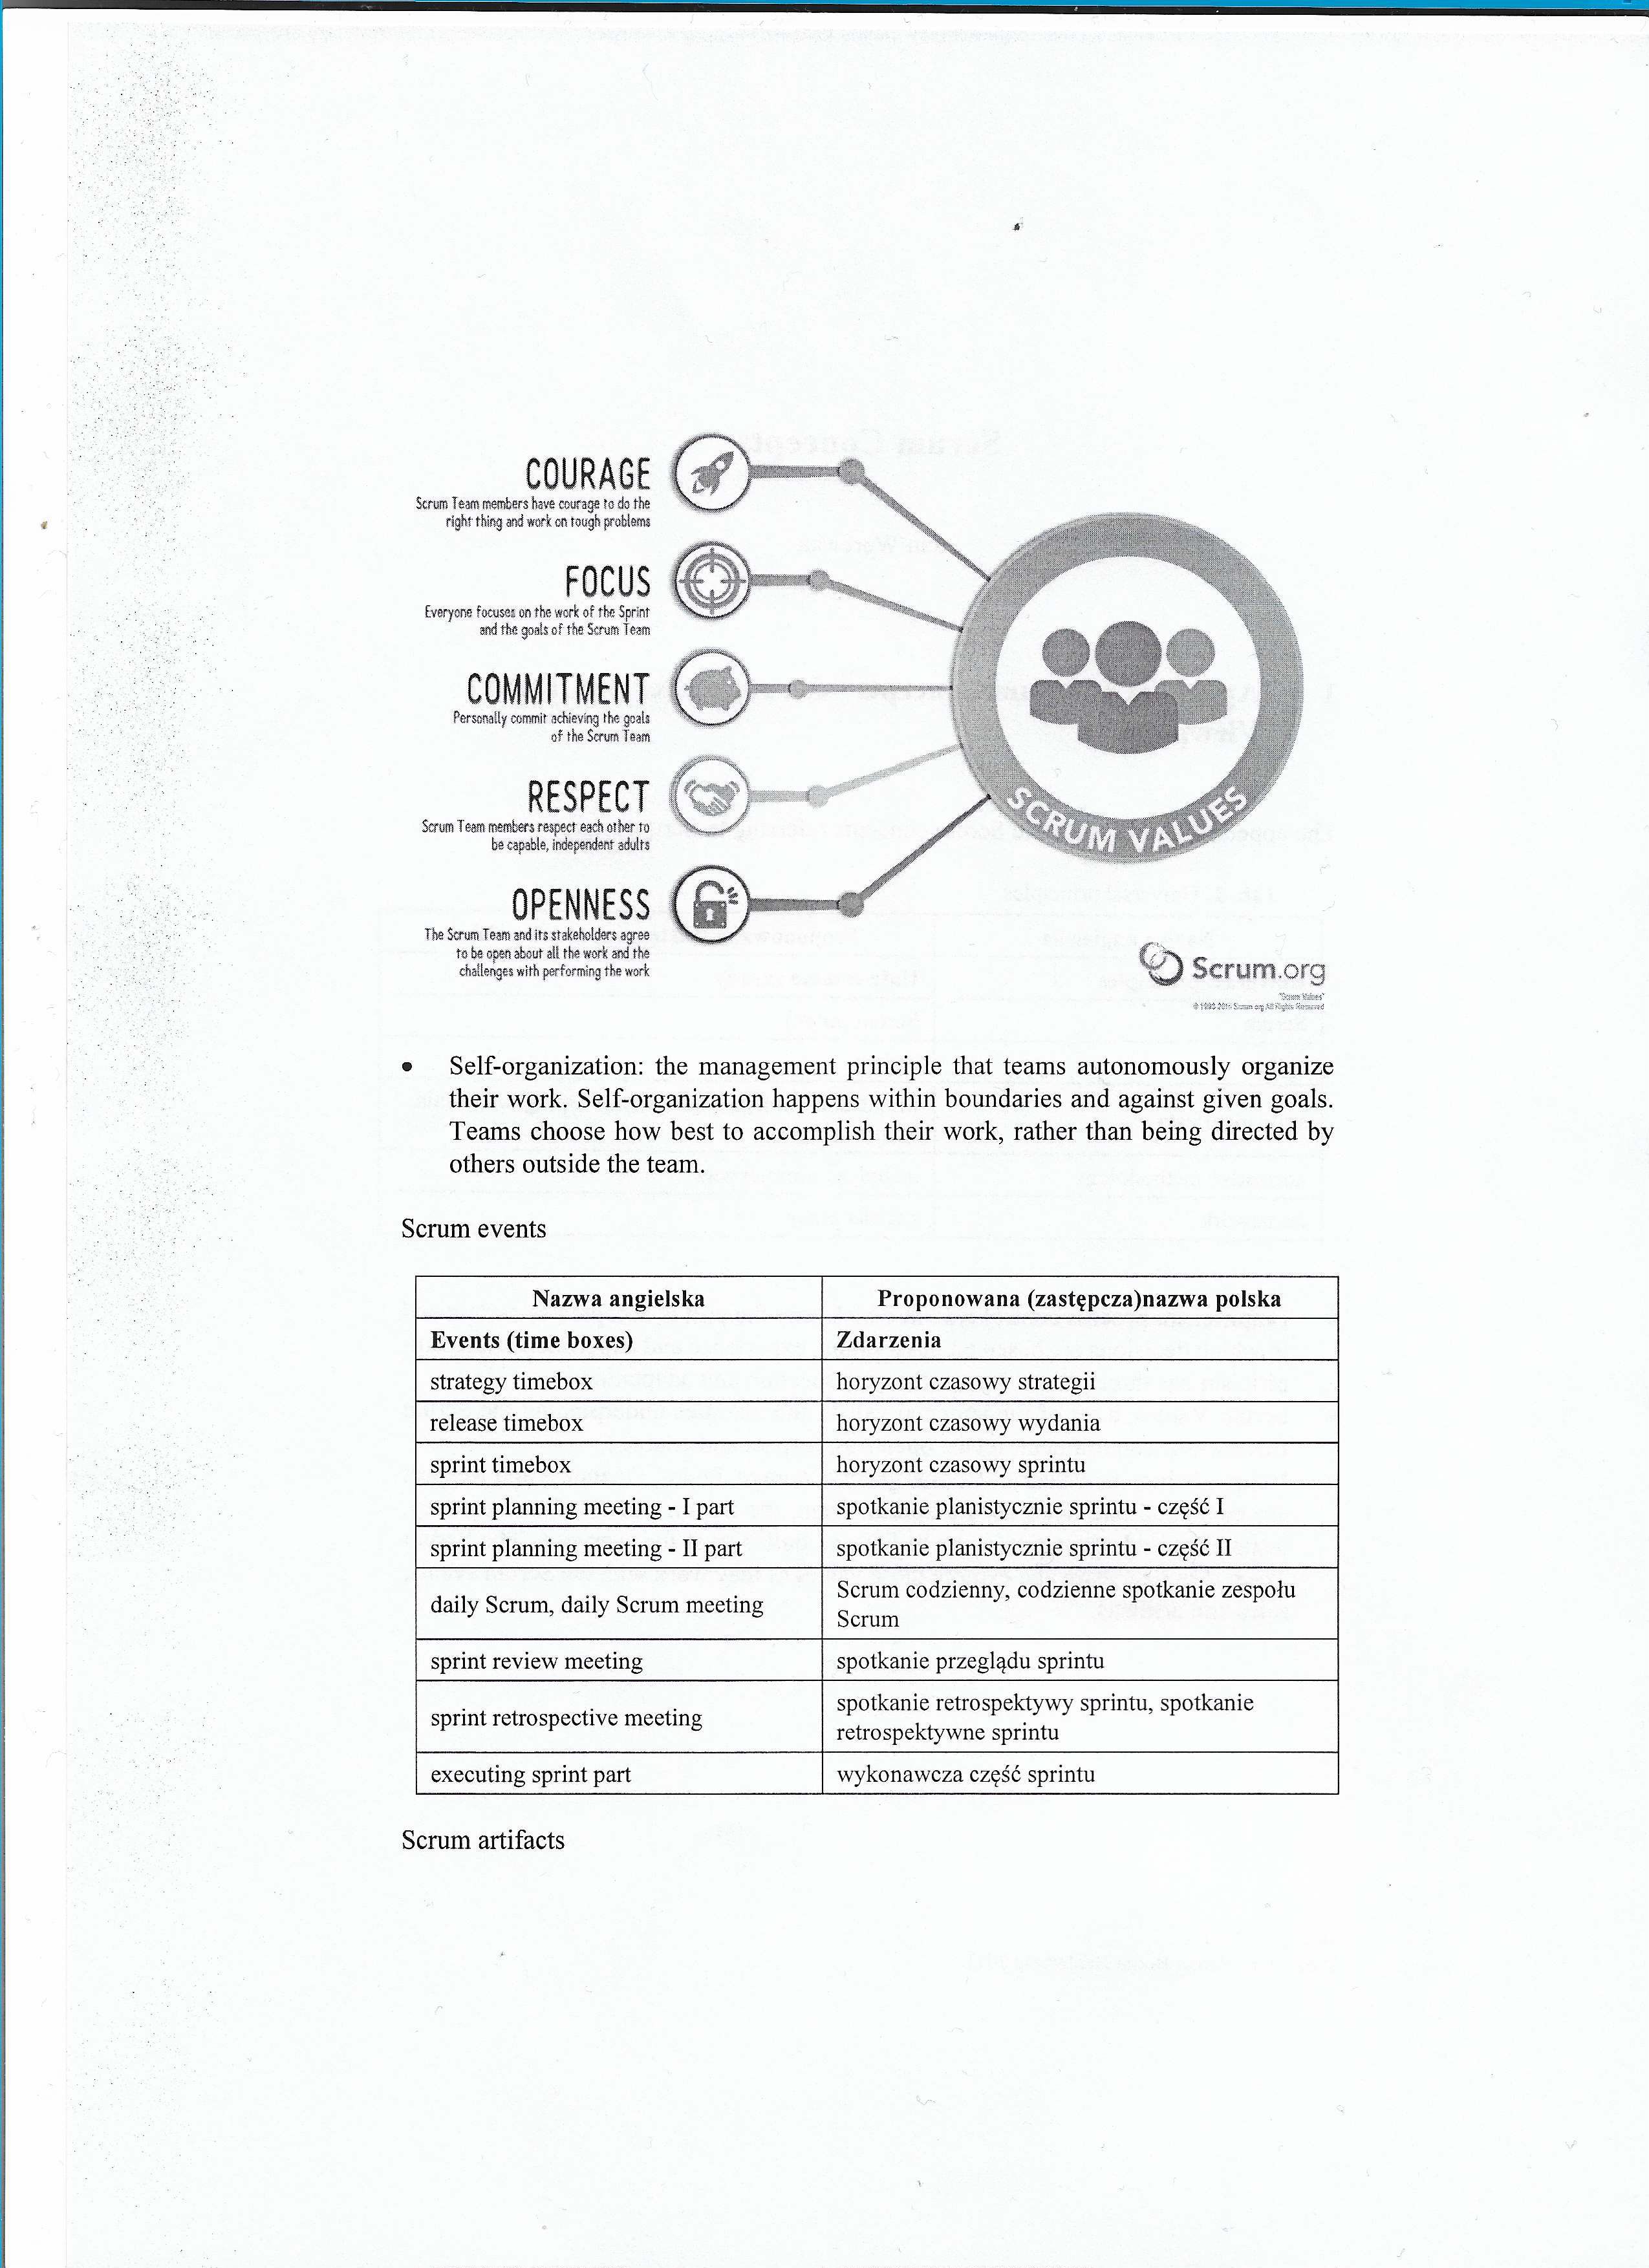 COURAGE
Scrum Team members have courage to do the
right thing and work on tough problems
FOCUS
Everyone focuses on the work of the Sprint
and the goals of the Scrum Team
COMMITMENT
Personally commit achieving the goals
of the Scrum Team
RESPECT
Scrum Team members respect each other to
be capable, independent adults
OPENNESS
The Scrum Team and its stakeholders agree
to be open about all the work and the
challenges with performing the work
SCRUM VALUES
Scrum.org
"Scrum Values"
All Rights Reserved
• Self-organization: the management principle that teams autonomously organize
their work. Self-organization happens within boundaries and against given goals.
Teams choose how best to accomplish their work, rather than being directed by
others outside the team.
Scrum events
Nazwa angielska Proponowana (zastępcza)nazwa polska
Events (time boxes) Zdarzenia
strategy timebox horyzont czasowy strategii
release timebox horyzont czasowy wydania
sprint timebox horyzont czasowy sprintu
sprint planning meeting - I part spotkanie planistycznie sprintu - część I
sprint planning meeting - II part spotkanie planistycznie sprintu - część II
daily Scrum, daily Scrum meeting Scrum codzienny, codzienne spotkanie zespołu
Scrum
sprint review meeting spotkanie przeglądu sprintu
sprint retrospective meeting spotkanie retrospektywy sprintu, spotkanie
retrospektywne sprintu
executing sprint part wykonawcza część sprintu
Scrum artifacts